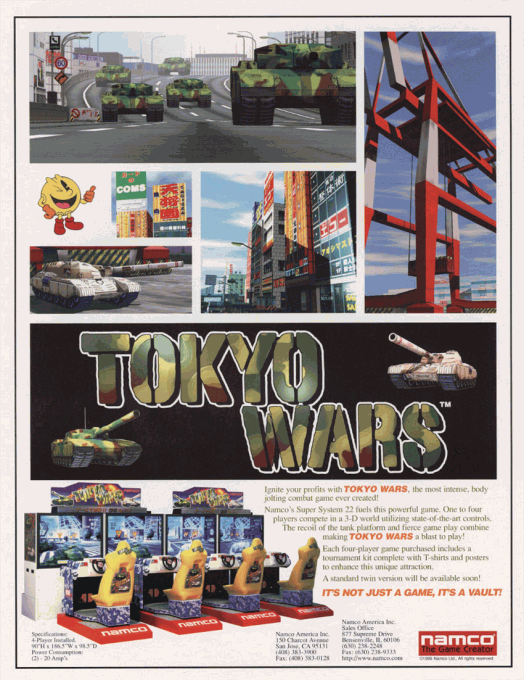 60
COMS
TOKYO
WARS™
Ignite your profits with TOKYO WARS, the most intense, body
jolting combat game ever created!
Namco's Super System 22 fuels this powerful game. One to four
players compete in a 3-D world utilizing state-of-the-art controls.
The recoil of the tank platform and fierce game play combine
making TOKYO WARS a blast to play!
Each four-player game purchased includes a
tournament kit complete with T-shirts and posters
to enhance this unique attraction.
A standard twin version will be available soon!
IT'S NOT JUST A GAME, IT'S A VAULT!
TOKYO WARS
TOKYO WARS
namco
namco
Specifications:
4-Player Installed.
90"H x 186.5"W x 98.5"D
Power Consumption:
(2) - 20 Amp's
Namco America Inc.
150 Charcot Avenue
San Jose, CA 95131
(408) 383-3900
Fax: (408) 383-0128
Namco America Inc.
Sales Office
877 Supreme Drive
Bensenville, IL 60106
(630) 238-2248
Fax: (630) 238-9333
http://www.namco.com
namco
The Game Creator
©1996 Namco Ltd., All rights reserved.